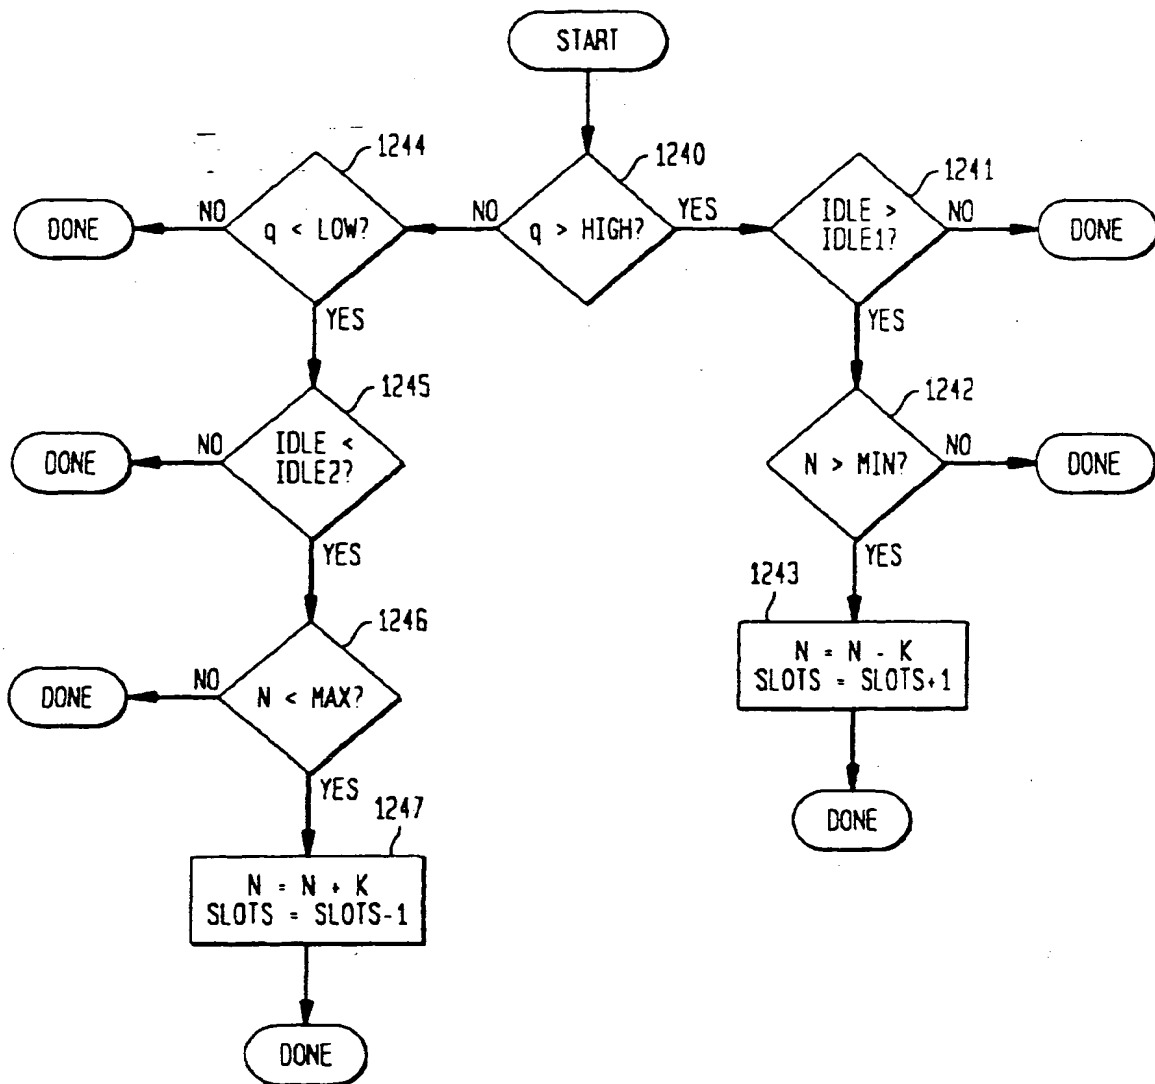 START
1244
1240
1241
NO
q < LOW?
NO
q > HIGH?
YES
IDLE >
IDLE1?
NO
DONE
DONE
YES
YES
1245
1242
NO
IDLE <
IDLE2?
DONE
N > MIN?
NO
DONE
YES
YES
1243
1246
N = N - K
SLOTS = SLOTS+1
NO
DONE
N < MAX?
YES
1247
DONE
N = N + K
SLOTS = SLOTS-1
DONE